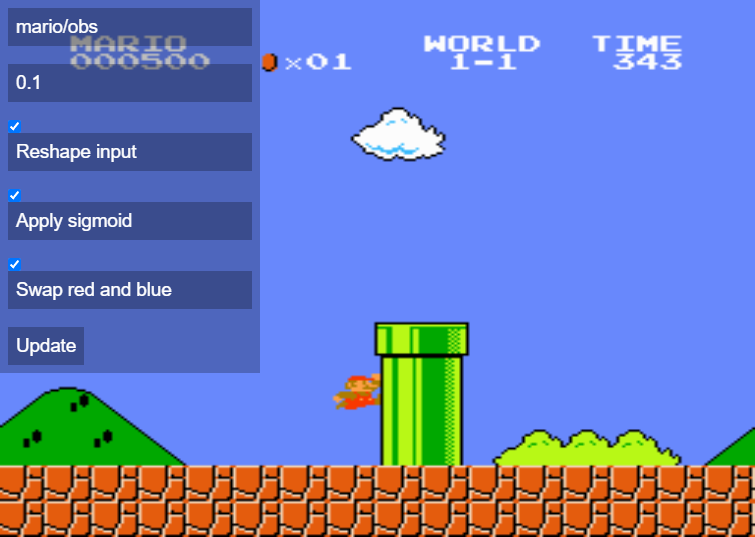 mario/obs
MARIO WORLD TIME
000500 ×01 1-1 343
0.1
Reshape input
Apply sigmoid
Swap red and blue
Update